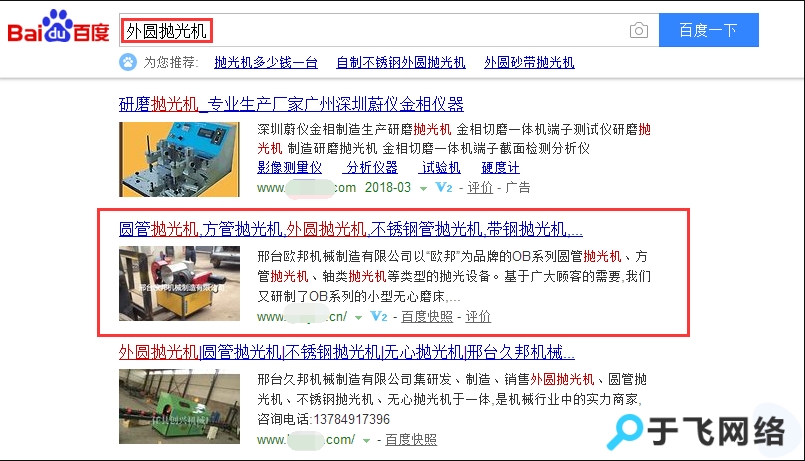 Bai du 百度
外圆抛光机
百度一下
为您推荐: 抛光机多少钱一台 自制不锈钢外圆抛光机 外圆砂带抛光机
研磨抛光机_专业生产厂家广州深圳蔚仪金相仪器
深圳蔚仪金相制造生产研磨抛光机 金相切磨一体机端子测试仪研磨抛
光机 制造研磨抛光机 金相切磨一体机端子截面检测分析仪
影像测量仪 分析仪器 试验机 硬度计
www. com 2018-03 V2 - 评价 - 广告
圆管抛光机,方管抛光机,外圆抛光机,不锈钢管抛光机,带钢抛光机,...
邢台欧邦机械制造有限公司以“欧邦”为品牌的OB系列圆管抛光机、方
管抛光机、轴类抛光机等类型的抛光设备。基于广大顾客的需要,我们
又研制了OB系列的小型无心磨床,...
邢台欧邦机械制造有限公司
www. .cn/ V2 - 百度快照 - 评价
外圆抛光机|圆管抛光机|不锈钢抛光机|无心抛光机|邢台久邦机械...
邢台久邦机械制造有限公司集研发、制造、销售外圆抛光机、圆管抛
光机、不锈钢抛光机、无心抛光机于一体,是机械行业中的实力商家,
咨询电话:13784917396
www. .com/ - 百度快照
于飞网络